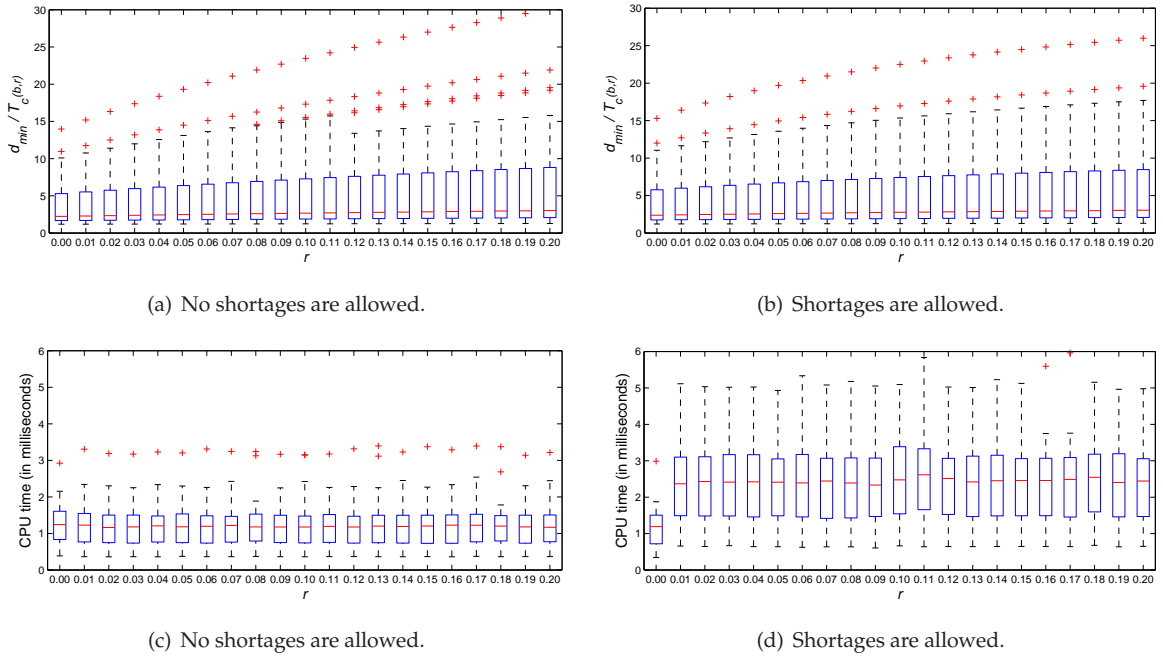 30
25
20
15
10
5
0
d_min / T_c(b,r)
0.00 0.01 0.02 0.03 0.04 0.05 0.06 0.07 0.08 0.09 0.10 0.11 0.12 0.13 0.14 0.15 0.16 0.17 0.18 0.19 0.20
r
(a) No shortages are allowed.
30
25
20
15
10
5
0
d_min / T_c(b,r)
0.00 0.01 0.02 0.03 0.04 0.05 0.06 0.07 0.08 0.09 0.10 0.11 0.12 0.13 0.14 0.15 0.16 0.17 0.18 0.19 0.20
r
(b) Shortages are allowed.
6
5
4
3
2
1
0
CPU time (in milliseconds)
0.00 0.01 0.02 0.03 0.04 0.05 0.06 0.07 0.08 0.09 0.10 0.11 0.12 0.13 0.14 0.15 0.16 0.17 0.18 0.19 0.20
r
(c) No shortages are allowed.
6
5
4
3
2
1
0
CPU time (in milliseconds)
0.00 0.01 0.02 0.03 0.04 0.05 0.06 0.07 0.08 0.09 0.10 0.11 0.12 0.13 0.14 0.15 0.16 0.17 0.18 0.19 0.20
r
(d) Shortages are allowed.